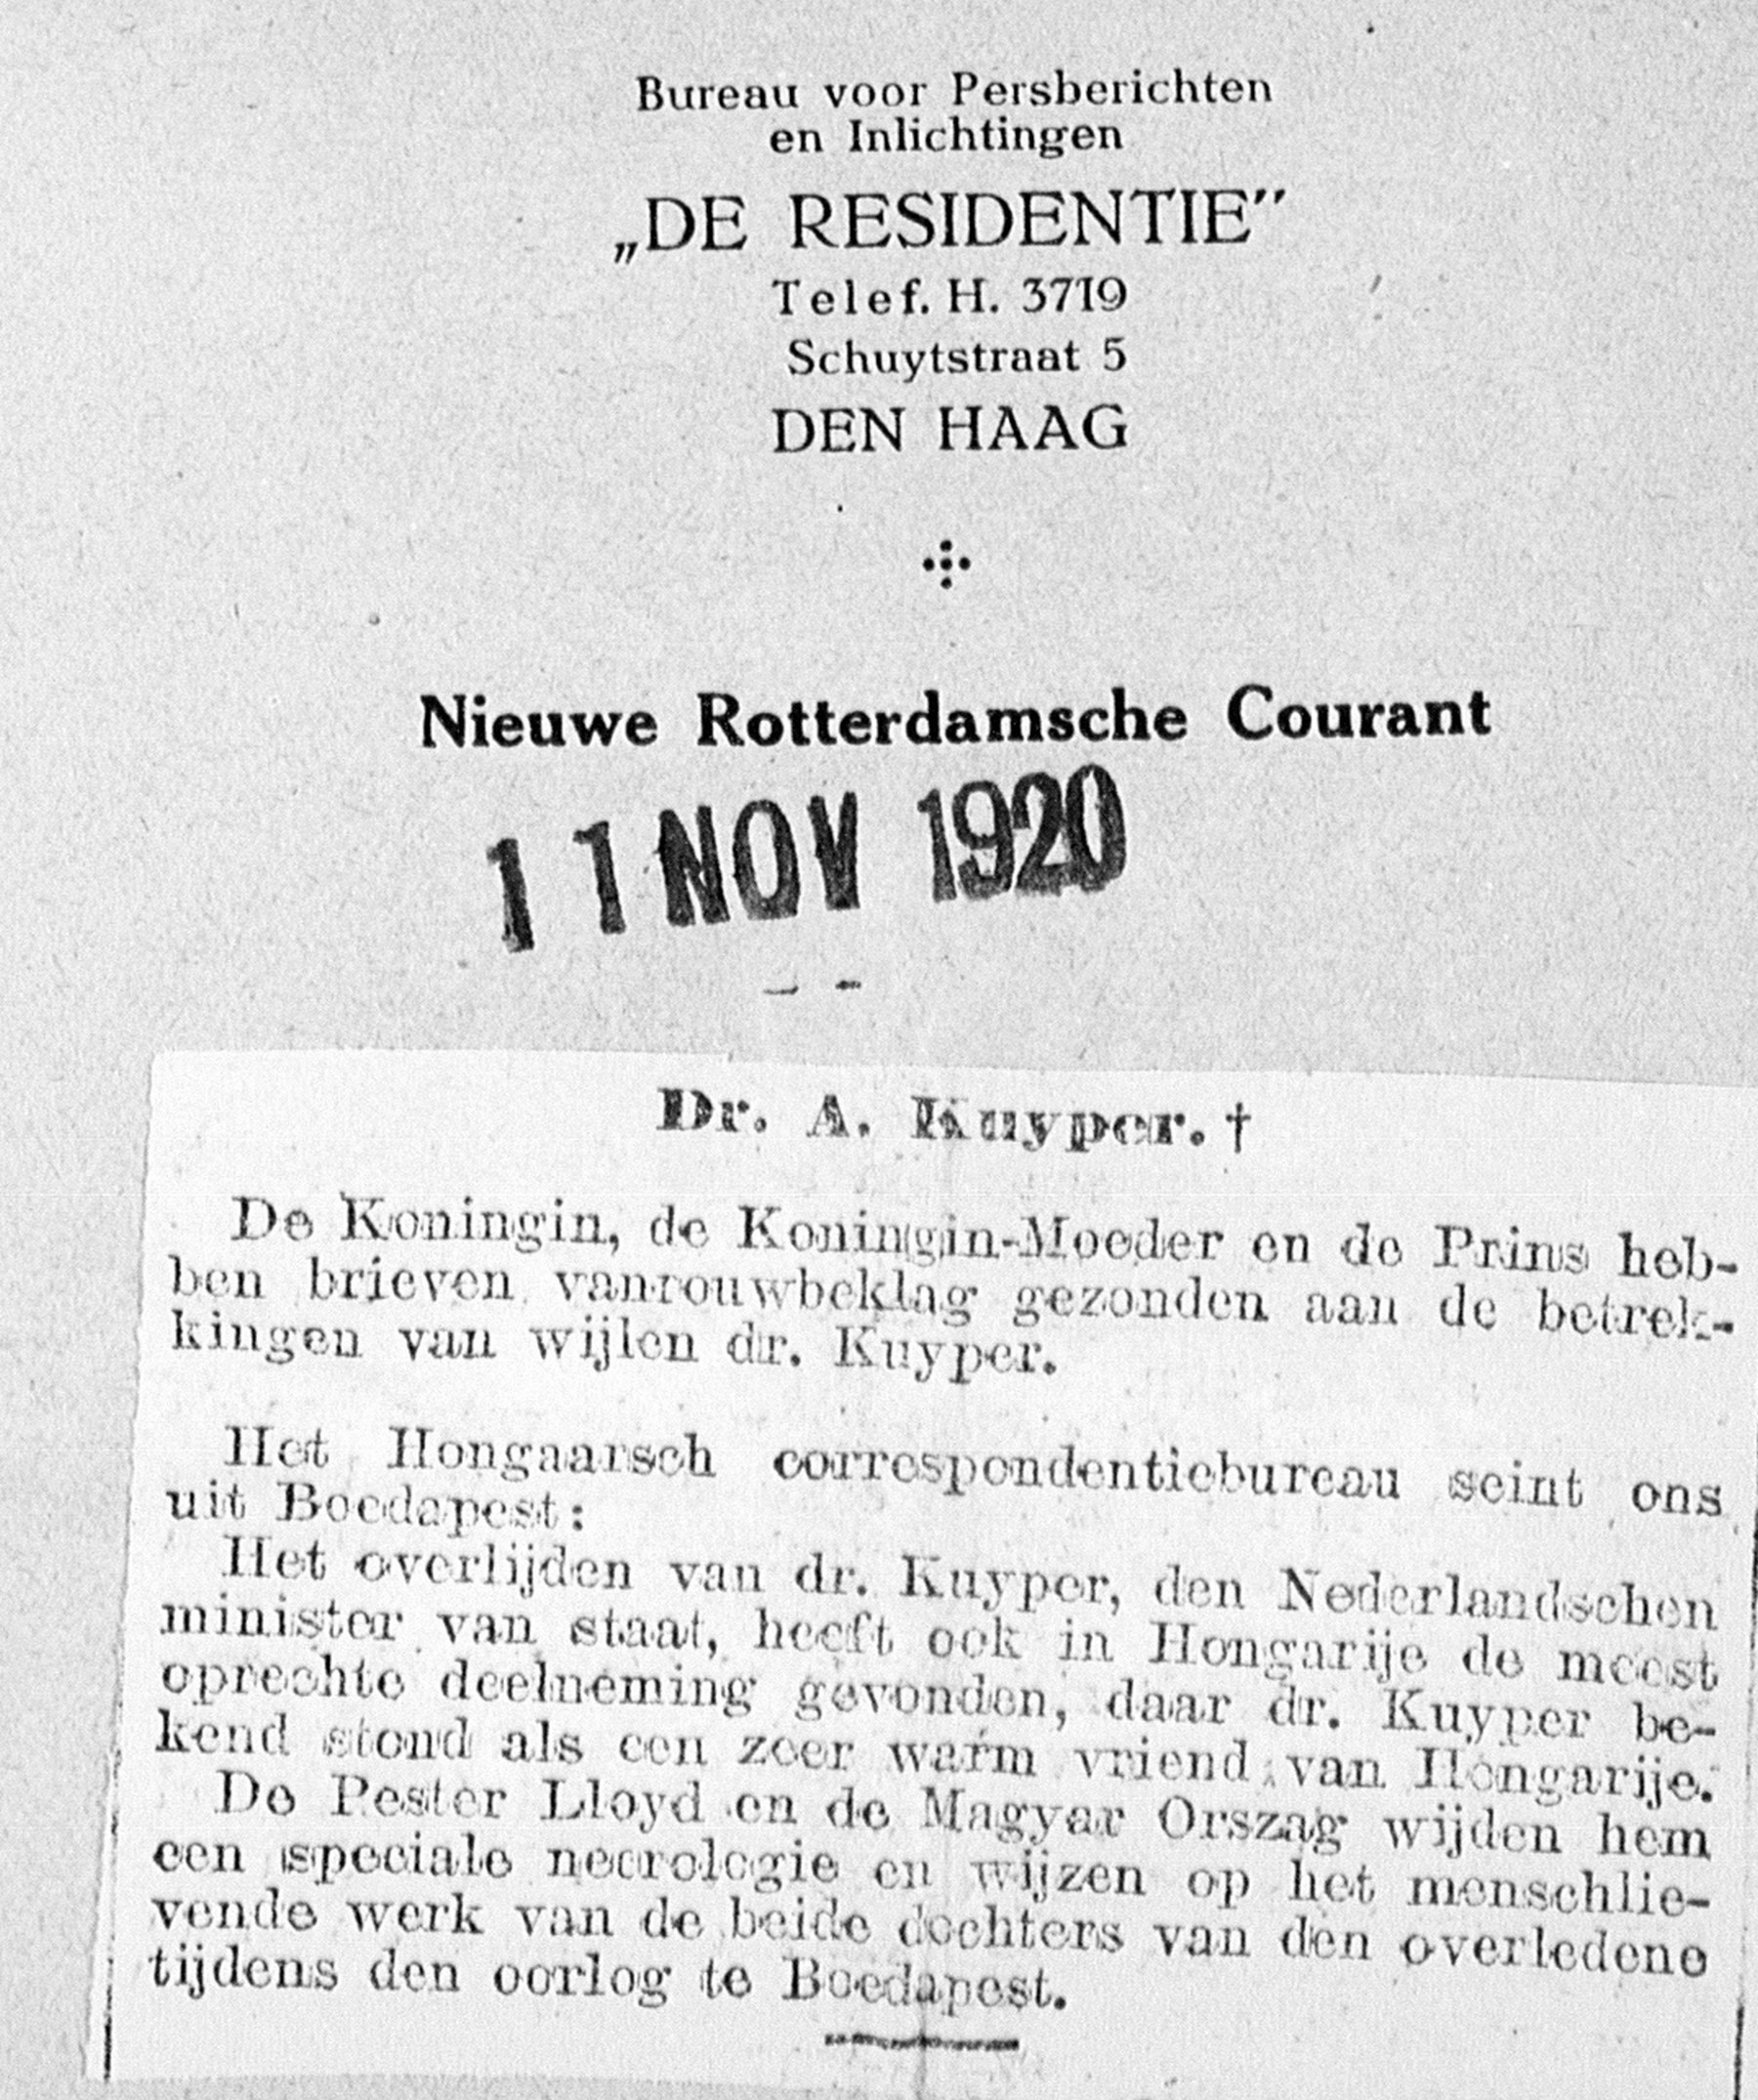 Bureau voor Persberichten
en Inlichtingen
„DE RESIDENTIE”
Telef. H. 3719
Schuytstraat 5
DEN HAAG
Nieuwe Rotterdamsche Courant
11 NOV 1920
Dr. A. Kuyper. †
De Koningin, de Koningin-Moeder en de Prins heb-
ben brieven van rouwbeklag gezonden aan de betrek-
kingen van wijlen dr. Kuyper.
Het Hongaarsch correspondentiebureau seint ons
uit Boedapest:
Het overlijden van dr. Kuyper, den Nederlandschen
minister van staat, heeft ook in Hongarije de meest
oprechte deelneming gevonden, daar dr. Kuyper be-
kend stond als een zeer warm vriend van Hongarije.
De Pester Lloyd en de Magyar Orszag wijden hem
een speciale necrologie en wijzen op het menschlie-
vende werk van de beide dochters van den overledene
tijdens den oorlog te Boedapest.